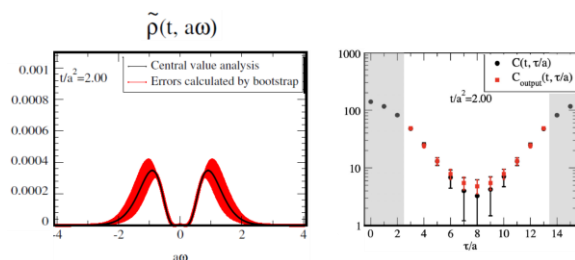 ρ̃(t, aω)
t/a²=2.00
Central value analysis
Errors calculated by bootstrap
0.001
0.0008
0.0006
0.0004
0.0002
0
-4
-2
0
2
4
aω
C(t, τ/a)
C_output(t, τ/a)
t/a²=2.00
1000
100
10
1
0 2 4 6 8 10 12 14 16
τ/a